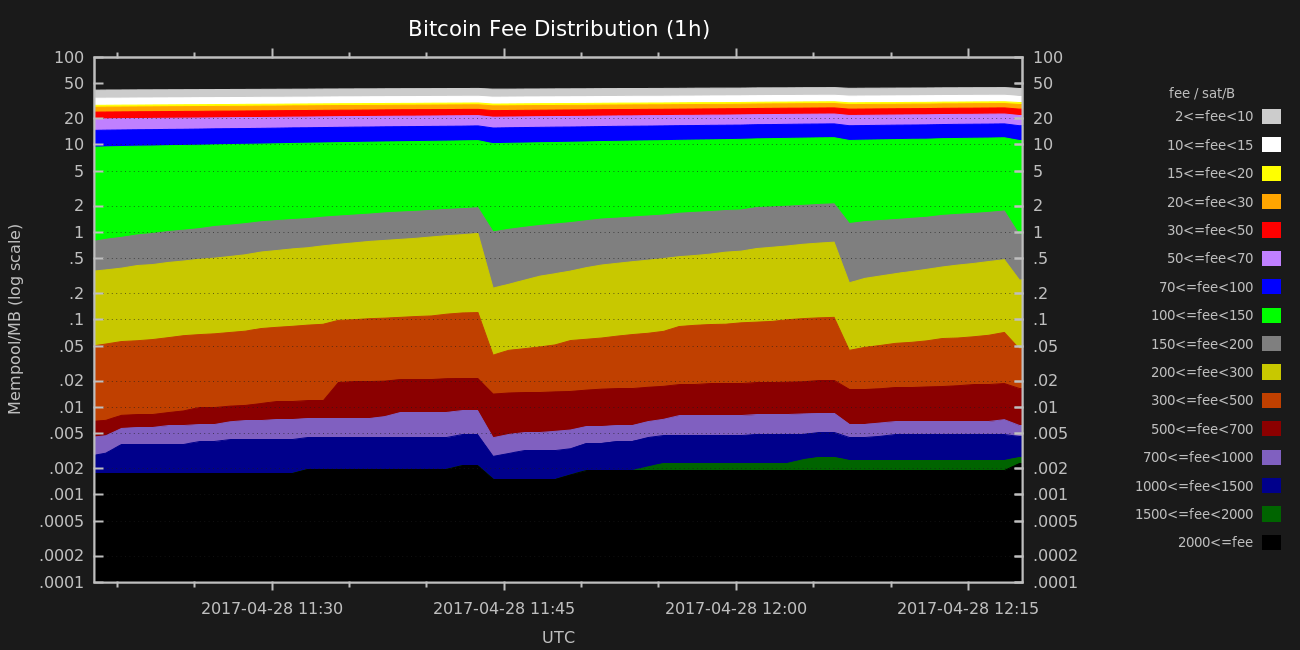 Bitcoin Fee Distribution (1h)
Mempool/MB (log scale)
100
50
20
10
5
2
1
.5
.2
.1
.05
.02
.01
.005
.002
.001
.0005
.0002
.0001
100
50
20
10
5
2
1
.5
.2
.1
.05
.02
.01
.005
.002
.001
.0005
.0002
.0001
2017-04-28 11:30
2017-04-28 11:45
2017-04-28 12:00
2017-04-28 12:15
UTC
fee / sat/B
2<=fee<10
10<=fee<15
15<=fee<20
20<=fee<30
30<=fee<50
50<=fee<70
70<=fee<100
100<=fee<150
150<=fee<200
200<=fee<300
300<=fee<500
500<=fee<700
700<=fee<1000
1000<=fee<1500
1500<=fee<2000
2000<=fee